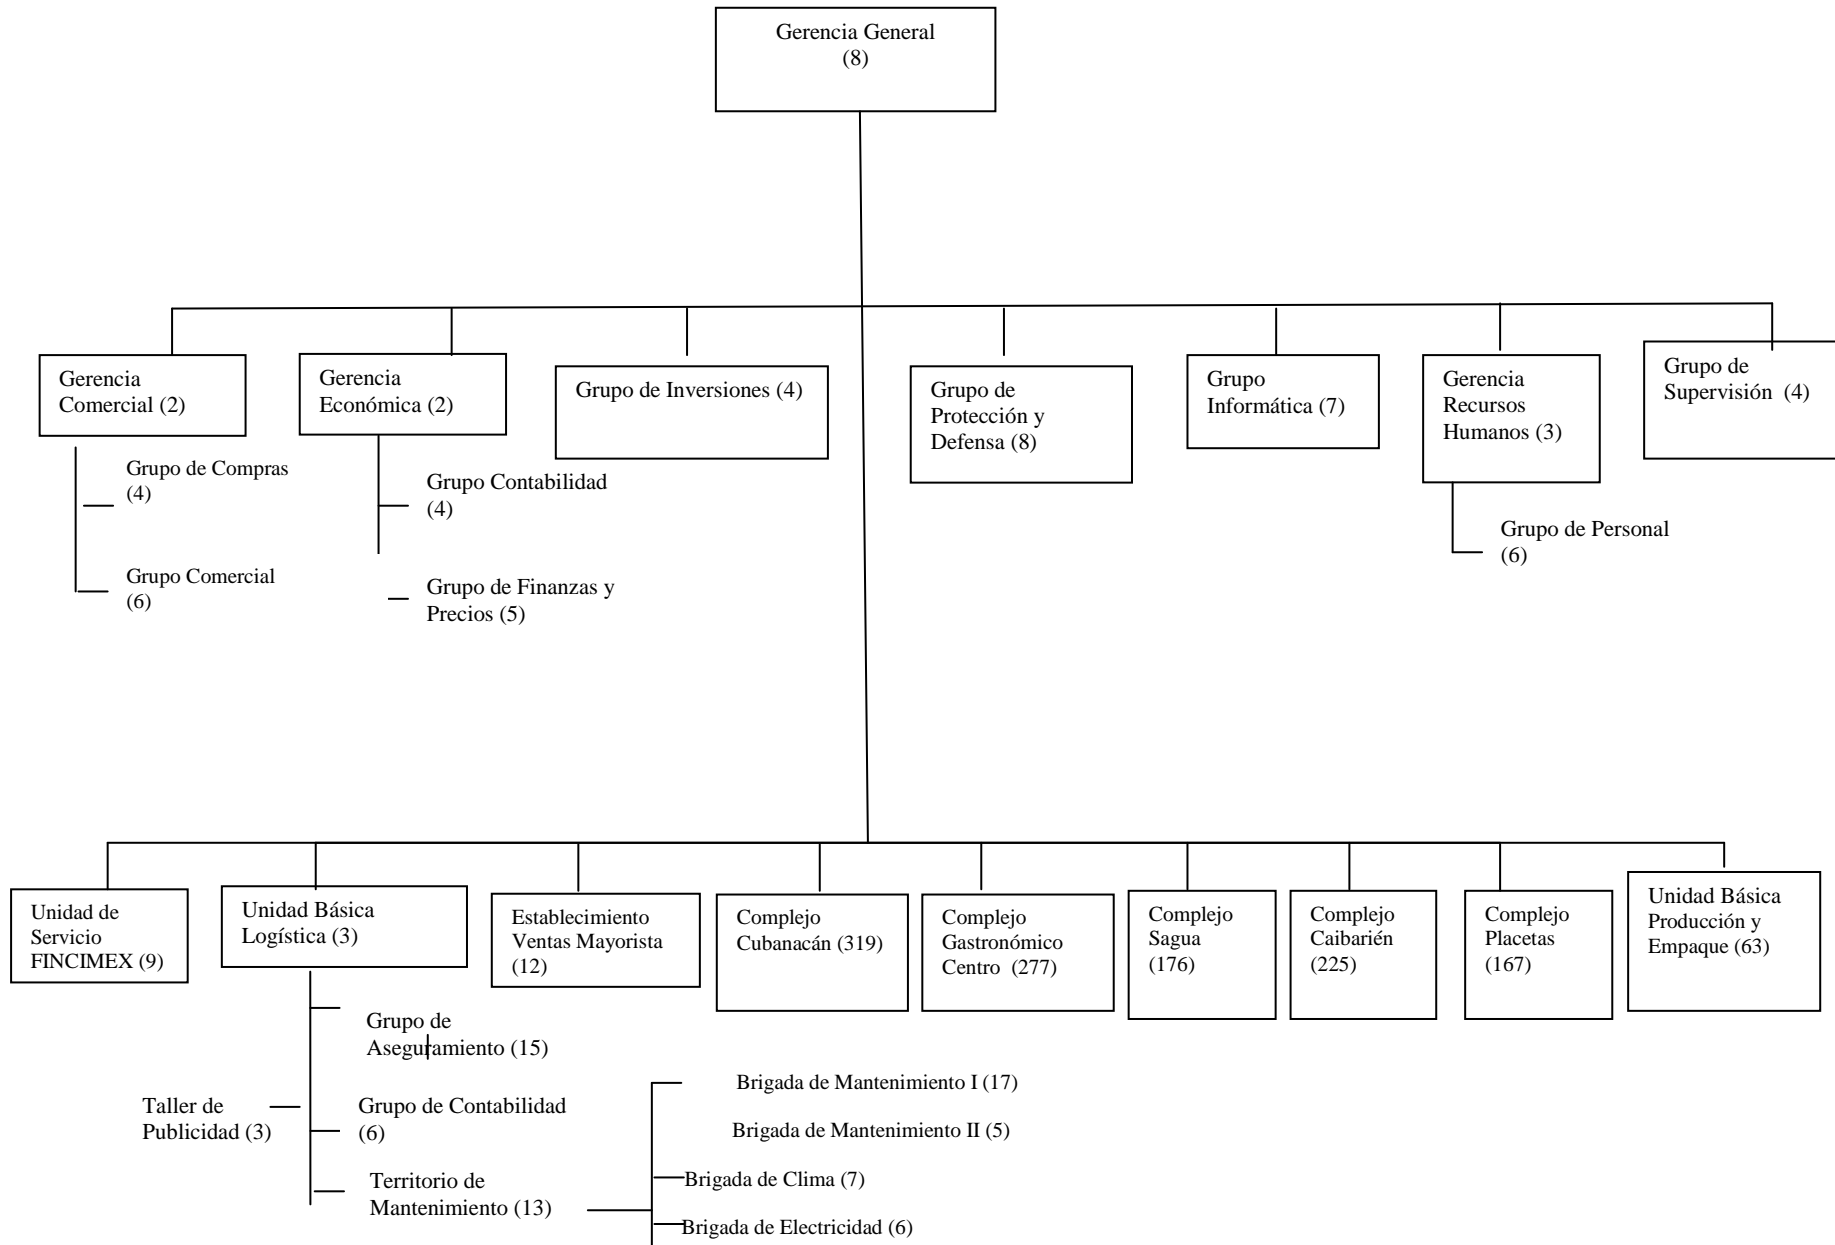 Gerencia General
(8)
Gerencia
Comercial (2)
Gerencia
Económica (2)
Grupo de Inversiones (4)
Grupo de
Protección y
Defensa (8)
Grupo
Informática (7)
Gerencia
Recursos
Humanos (3)
Grupo de
Supervisión (4)
Grupo de Compras
(4)
Grupo Comercial
(6)
Grupo Contabilidad
(4)
Grupo de Finanzas y
Precios (5)
Grupo de Personal
(6)
Unidad de
Servicio
FINCIMEX (9)
Unidad Básica
Logística (3)
Establecimiento
Ventas Mayorista
(12)
Complejo
Cubanacán (319)
Complejo
Gastronómico
Centro (277)
Complejo
Sagua
(176)
Complejo
Caibarién
(225)
Complejo
Placetas
(167)
Unidad Básica
Producción y
Empaque (63)
Grupo de
Aseguramiento (15)
Taller de
Publicidad (3)
Grupo de Contabilidad
(6)
Territorio de
Mantenimiento (13)
Brigada de Mantenimiento I (17)
Brigada de Mantenimiento II (5)
Brigada de Clima (7)
Brigada de Electricidad (6)